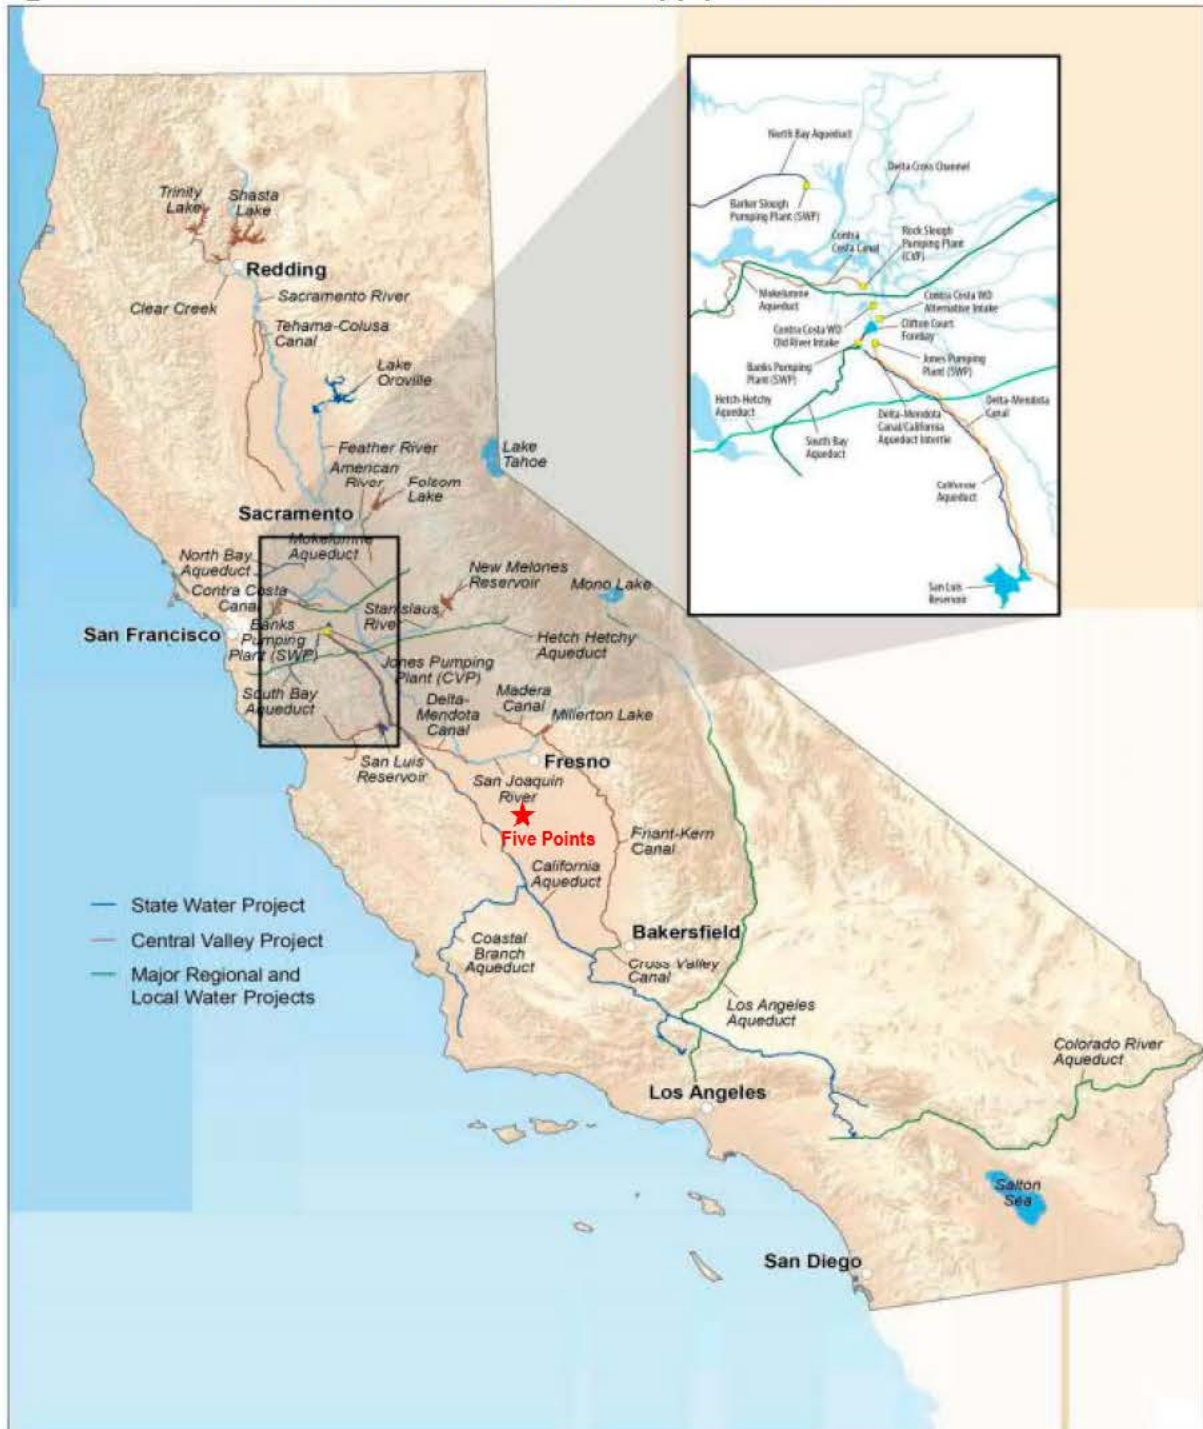 North Bay Aqueduct
Delta Cross Channel
Barker Slough
Pumping Plant (SWP)
Contra
Costa Canal
Rock Slough
Pumping Plant
(CVP)
Mokelumne
Aqueduct
Contra Costa WD
Alternative Intake
Contra Costa WD
Old River Intake
Clifton Court
Forebay
Banks Pumping
Plant (SWP)
Jones Pumping
Plant (SWP)
Hetch-Hetchy
Aqueduct
South Bay
Aqueduct
Delta-Mendota
Canal/California
Aqueduct Intertie
Delta-Mendota
Canal
California
Aqueduct
San Luis
Reservoir
Trinity
Lake
Shasta
Lake
Redding
Clear Creek
Sacramento River
Tehama-Colusa
Canal
Lake
Oroville
Feather River
American
River
Folsom
Lake
Lake
Tahoe
Sacramento
Mokelumne
Aqueduct
North Bay
Aqueduct
Contra Costa
Canal
New Melones
Reservoir
Mono Lake
Stanislaus
River
San Francisco
Banks
Pumping
Plant (SWP)
Hetch Hetchy
Aqueduct
Jones Pumping
Plant (CVP)
South Bay
Aqueduct
Delta-
Mendota
Canal
Madera
Canal
Millerton Lake
San Luis
Reservoir
Fresno
San Joaquin
River
Five Points
Friant-Kern
Canal
California
Aqueduct
State Water Project
Central Valley Project
Major Regional and
Local Water Projects
Coastal
Branch
Aqueduct
Bakersfield
Cross Valley
Canal
Los Angeles
Aqueduct
Colorado River
Aqueduct
Los Angeles
Salton
Sea
San Diego